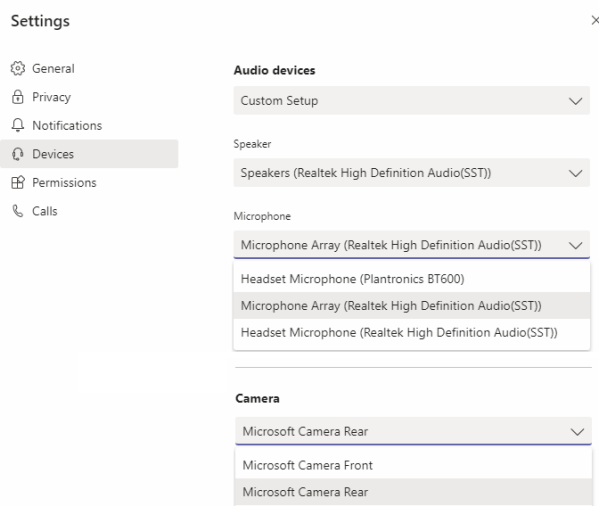 Settings
General
Privacy
Notifications
Devices
Permissions
Calls
Audio devices
Custom Setup
Speaker
Speakers (Realtek High Definition Audio(SST))
Microphone
Microphone Array (Realtek High Definition Audio(SST))
Headset Microphone (Plantronics BT600)
Microphone Array (Realtek High Definition Audio(SST))
Headset Microphone (Realtek High Definition Audio(SST))
Camera
Microsoft Camera Rear
Microsoft Camera Front
Microsoft Camera Rear